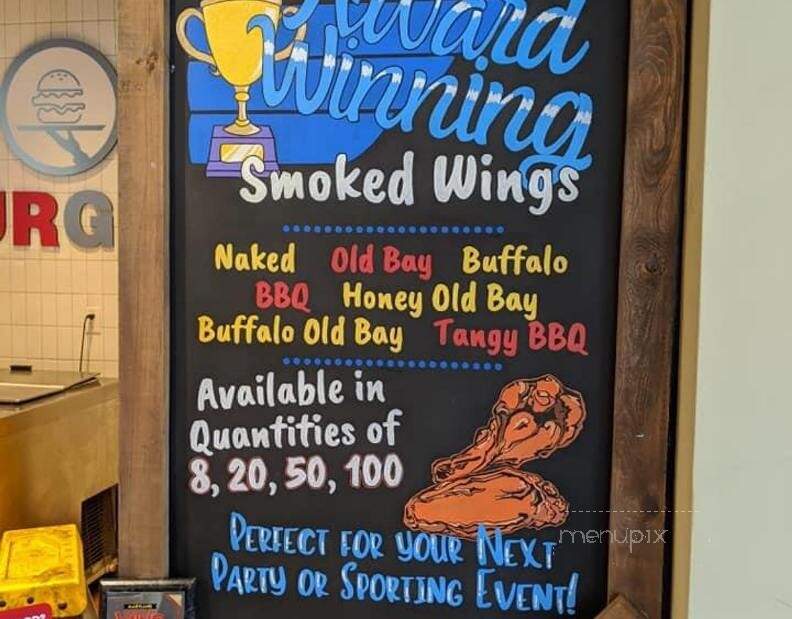 Award
Winning
Smoked Wings
Naked Old Bay Buffalo
BBQ Honey Old Bay
Buffalo Old Bay Tangy BBQ
Available in
Quantities of
8, 20, 50, 100
Perfect for your Next
Party or Sporting Event!
URG
menupix